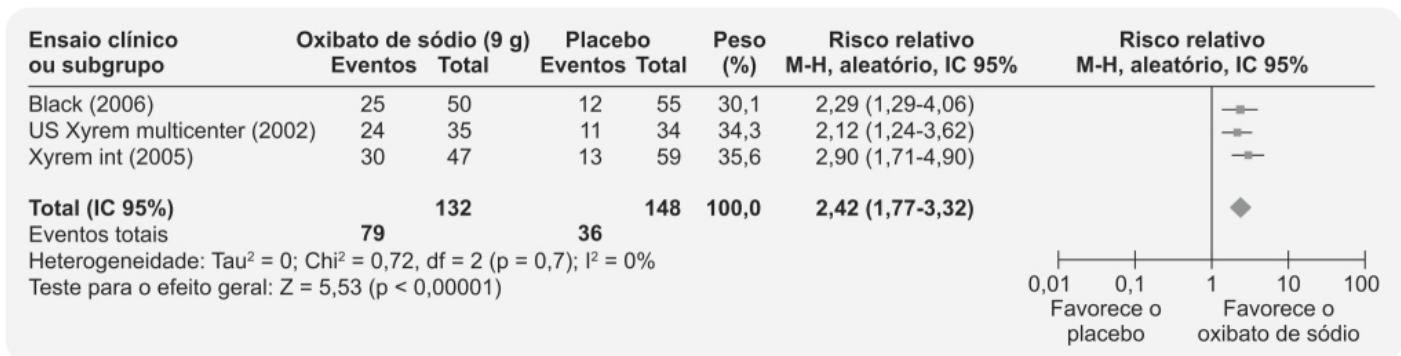 Ensaio clínico Oxibato de sódio (9 g) Placebo Peso Risco relativo Risco relativo
ou subgrupo Eventos Total Eventos Total (%) M-H, aleatório, IC 95% M-H, aleatório, IC 95%
Black (2006) 25 50 12 55 30,1 2,29 (1,29-4,06)
US Xyrem multicenter (2002) 24 35 11 34 34,3 2,12 (1,24-3,62)
Xyrem int (2005) 30 47 13 59 35,6 2,90 (1,71-4,90)
Total (IC 95%) 132 148 100,0 2,42 (1,77-3,32)
Eventos totais 79 36
Heterogeneidade: Tau² = 0; Chi² = 0,72, df = 2 (p = 0,7); I² = 0%
Teste para o efeito geral: Z = 5,53 (p < 0,00001)
0,01 0,1 1 10 100
Favorece o Favorece o
placebo oxibato de sódio